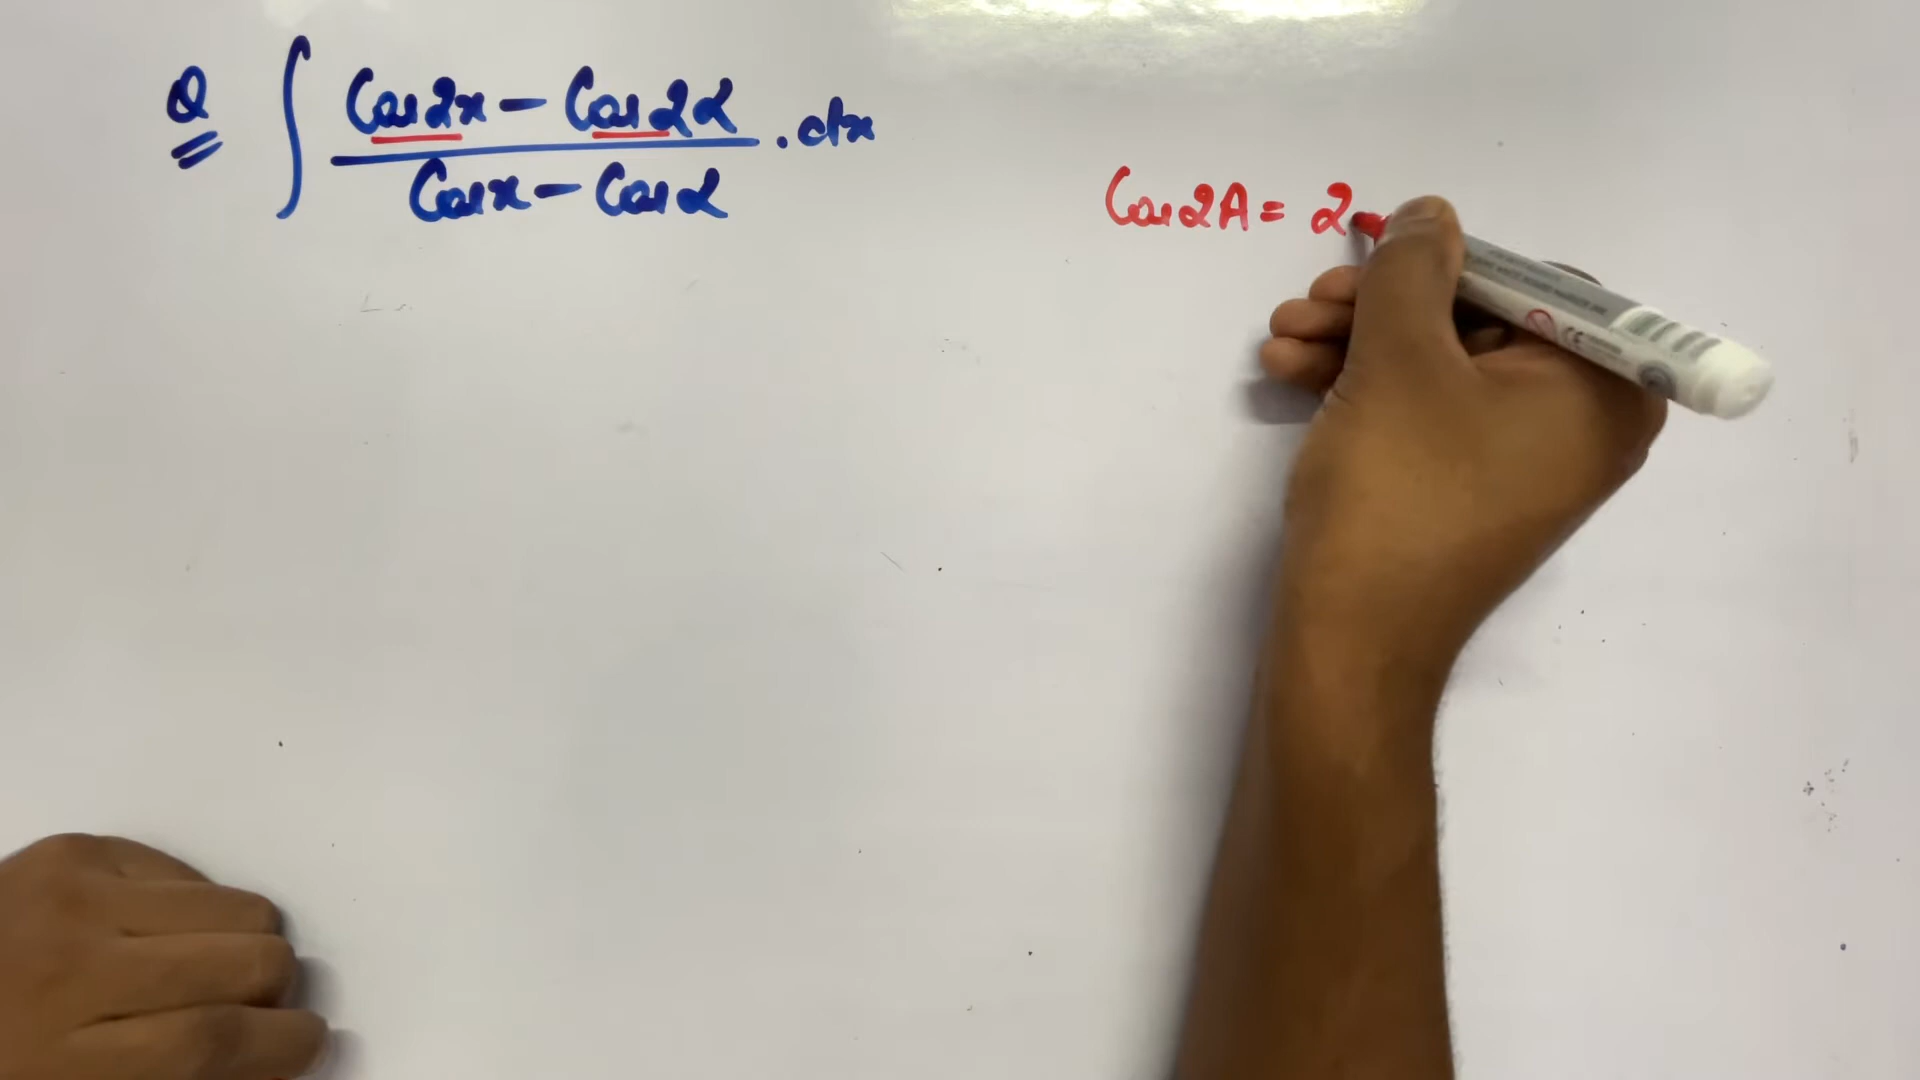 Q ∫ Cos2x - Cos2α / Cosx - Cosα . dx
Cos2A = 2